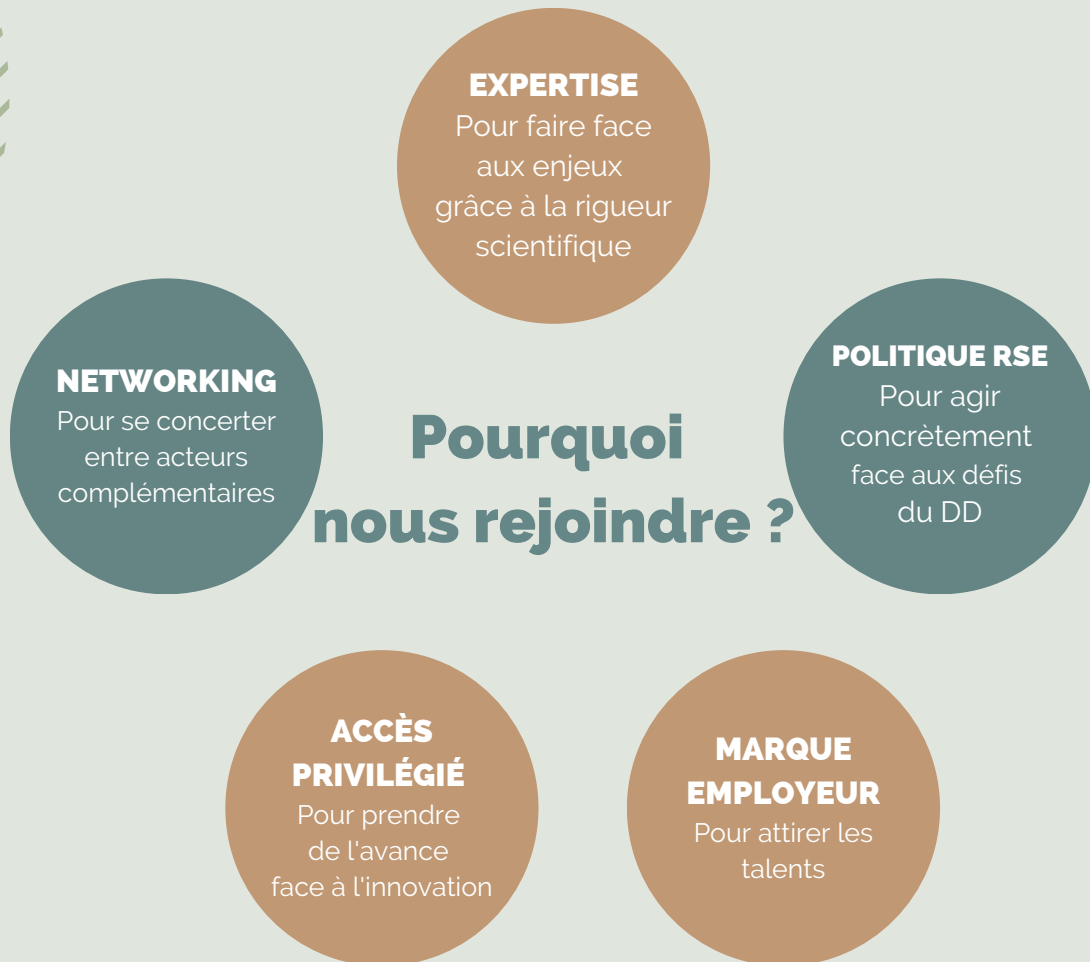 EXPERTISE
Pour faire face
aux enjeux
grâce à la rigueur
scientifique
NETWORKING
Pour se concerter
entre acteurs
complémentaires
Pourquoi
nous rejoindre ?
POLITIQUE RSE
Pour agir
concrètement
face aux défis
du DD
ACCÈS
PRIVILÉGIÉ
Pour prendre
de l'avance
face à l'innovation
MARQUE
EMPLOYEUR
Pour attirer les
talents